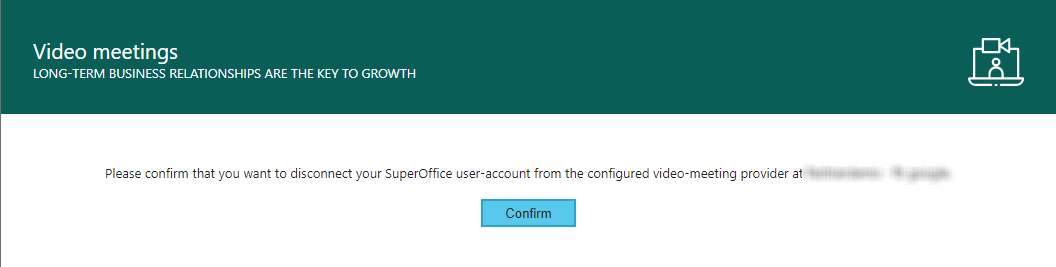 Video meetings
LONG-TERM BUSINESS RELATIONSHIPS ARE THE KEY TO GROWTH
Please confirm that you want to disconnect your SuperOffice user-account from the configured video-meeting provider at
Confirm